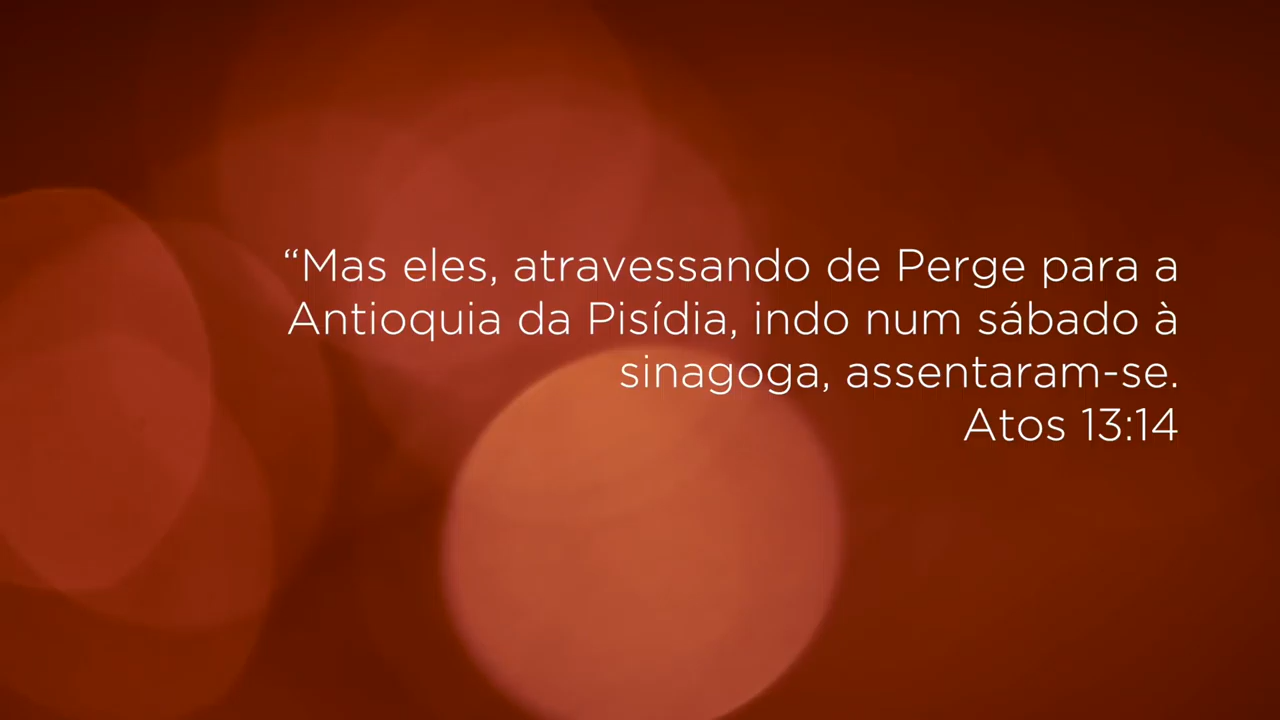 “Mas eles, atravessando de Perge para a
Antioquia da Pisídia, indo num sábado à
sinagoga, assentaram-se.
Atos 13:14